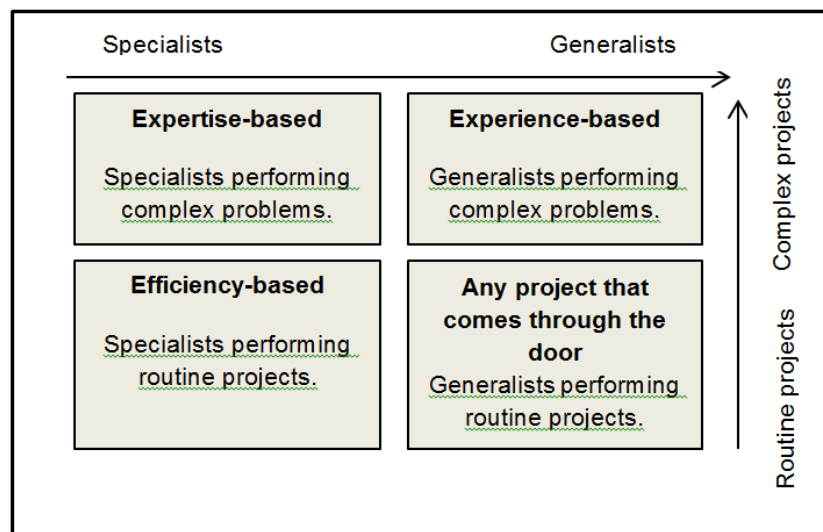 Specialists
Generalists
Expertise-based
Specialists performing
complex problems.
Experience-based
Generalists performing
complex problems.
Efficiency-based
Specialists performing
routine projects.
Any project that
comes through the
door
Generalists performing
routine projects.
Complex projects
Routine projects